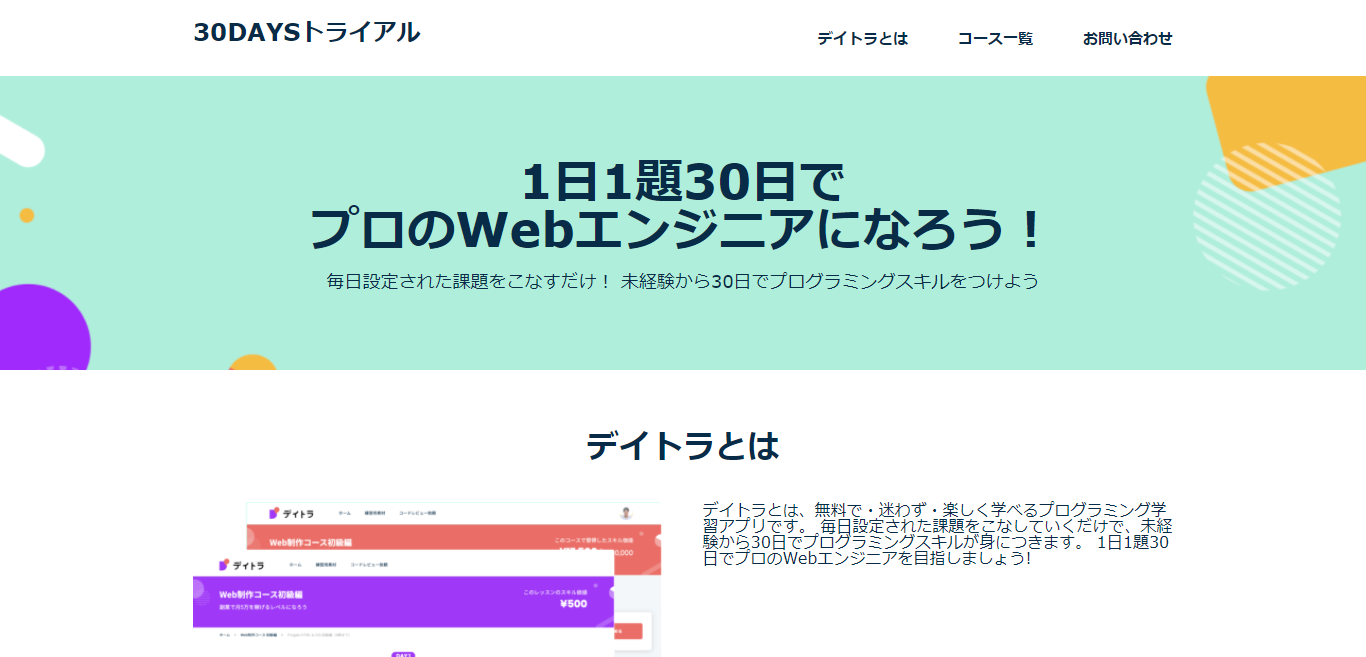 30DAYSトライアル
デイトラとは
コース一覧
お問い合わせ
1日1題30日で
プロのWebエンジニアになろう！
毎日設定された課題をこなすだけ！ 未経験から30日でプログラミングスキルをつけよう
デイトラとは
デイトラ
ホーム
コードレビュー依頼
Web制作コース初級編
このコースで習得したスキル価値
デイトラ
ホーム
コードレビュー依頼
Web制作コース初級編
副業で月5万を稼げるレベルになろう
このレッスンのスキル価値
¥500
ホーム
Web制作コース 初級編
DAY1
デイトラとは、無料で・迷わず・楽しく学べるプログラミング学
習アプリです。 毎日設定された課題をこなしていくだけで、未経
験から30日でプログラミングスキルが身につきます。 1日1題30
日でプロのWebエンジニアを目指しましょう!